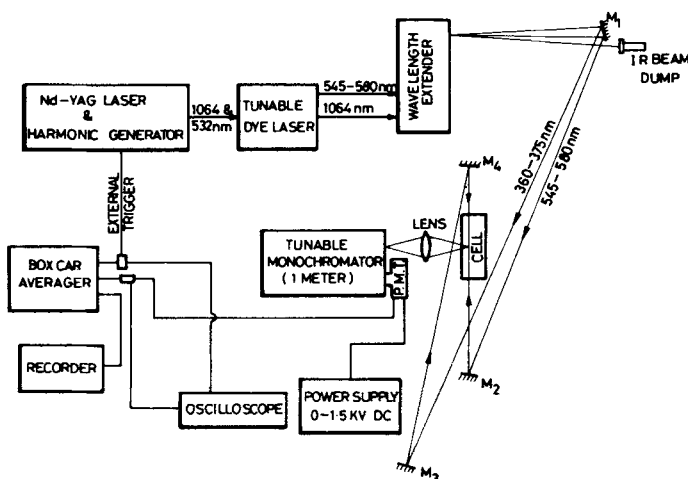 M1
IR BEAM
DUMP
WAVELENGTH
EXTENDER
545-580nm
1064 nm
Nd-YAG LASER
&
HARMONIC GENERATOR
1064 &
532nm
TUNABLE
DYE LASER
360-375nm
545-580nm
M4
EXTERNAL
TRIGGER
LENS
CELL
TUNABLE
MONOCHROMATOR
(1 METER)
P.M.T
BOX CAR
AVERAGER
RECORDER
OSCILLOSCOPE
POWER SUPPLY
0-1·5 KV DC
M2
M3